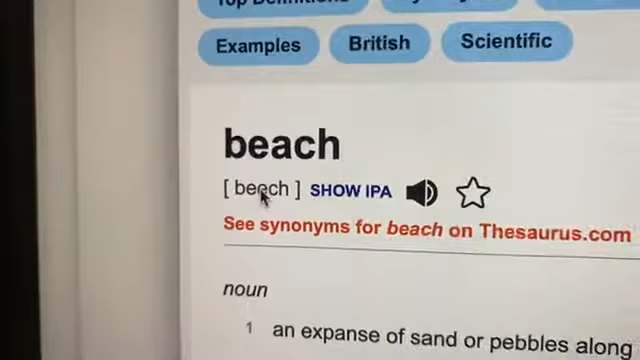 Examples British Scientific
beach
[ beech ] SHOW IPA
See synonyms for beach on Thesaurus.com
noun
1 an expanse of sand or pebbles along